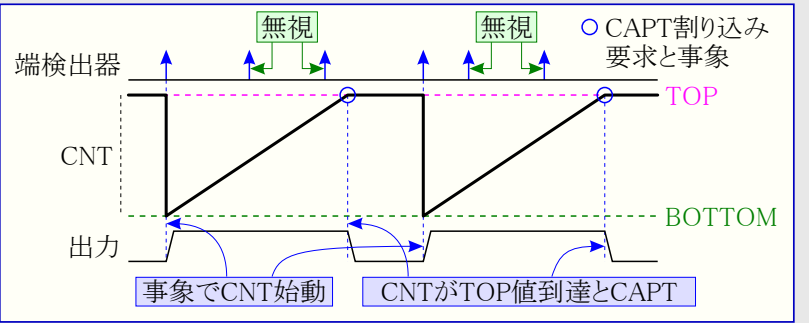 無視
無視
CAPT割り込み
要求と事象
端検出器
TOP
CNT
BOTTOM
出力
事象でCNT始動
CNTがTOP値到達とCAPT